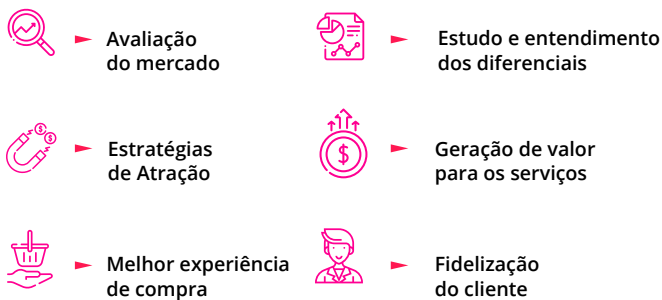 Avaliação
do mercado
Estudo e entendimento
dos diferenciais
Estratégias
de Atração
Geração de valor
para os serviços
Melhor experiência
de compra
Fidelização
do cliente